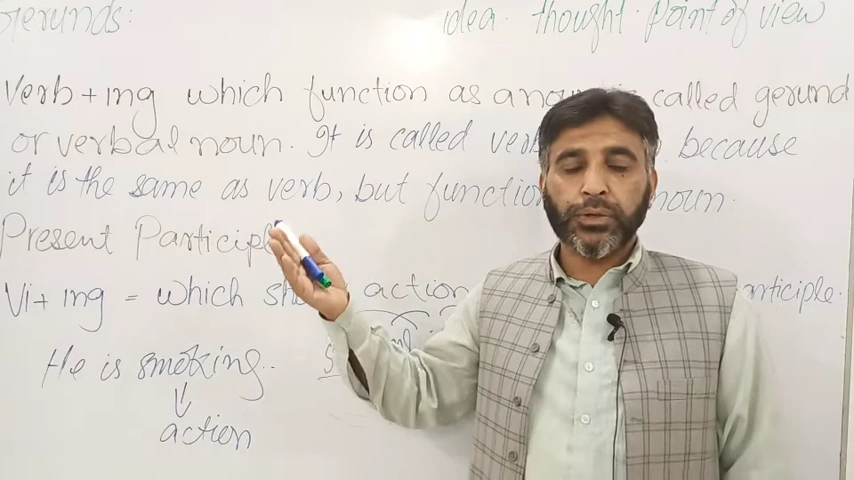 Gerunds:
idea. thought. point of view
Verb+ing which function as a noun is called gerund
or verbal noun. It is called verb because
it is the same as verb, but function noun.
Present Participle
Vi+ing = which action participle.
He is smoking.
action